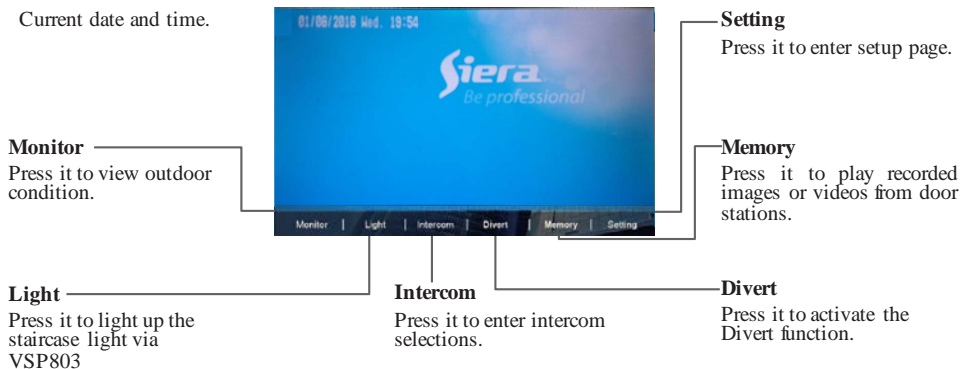 Current date and time.
01/08/2018 Wed. 19:54
Setting
Press it to enter setup page.
Siera
Be professional
Monitor
Press it to view outdoor
condition.
Memory
Press it to play recorded
images or videos from door
stations.
Monitor | Light | Intercom | Divert | Memory | Setting
Light
Press it to light up the
staircase light via
VSP803
Intercom
Press it to enter intercom
selections.
Divert
Press it to activate the
Divert function.